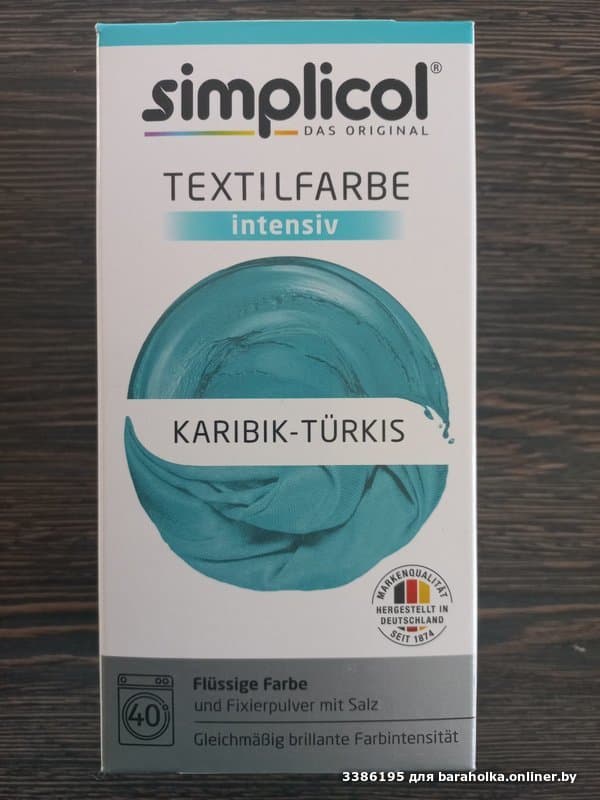 simplicol®
DAS ORIGINAL
TEXTILFARBE
intensiv
KARIBIK-TÜRKIS
MARKENQUALITÄT
HERGESTELLT IN
DEUTSCHLAND
SEIT 1874
40
Flüssige Farbe
und Fixierpulver mit Salz
Gleichmäßig brillante Farbintensität
3386195 для baraholka.onliner.by